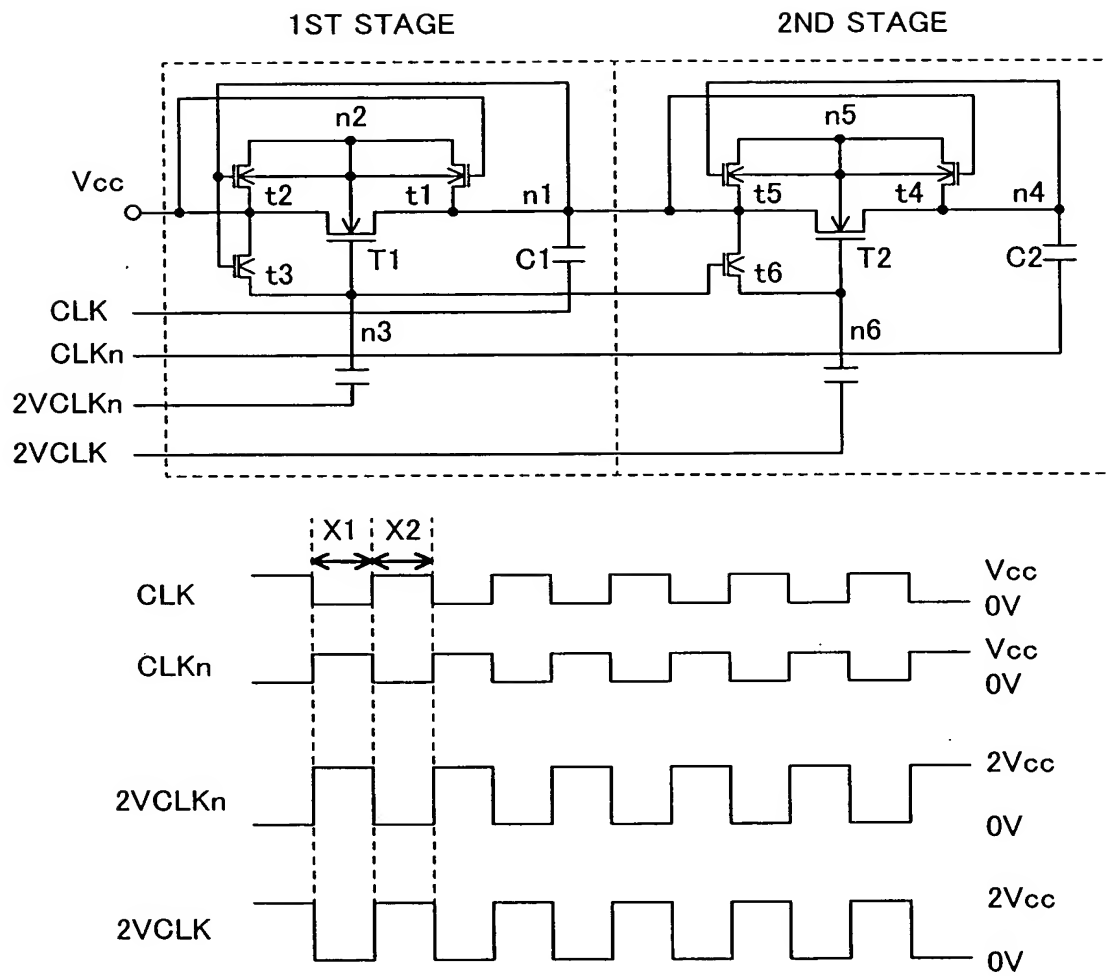 1ST STAGE
2ND STAGE
n2
n5
Vcc
t2
t1
n1
t5
t4
n4
T1
C1
T2
C2
t3
t6
CLK
n3
n6
CLKn
2VCLKn
2VCLK
X1
X2
CLK
Vcc
0V
CLKn
Vcc
0V
2VCLKn
2Vcc
0V
2VCLK
2Vcc
0V